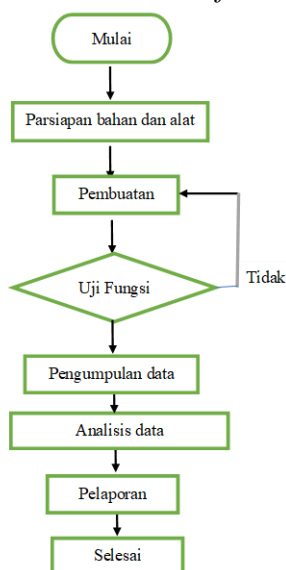 Mulai
Parsiapan bahan dan alat
Pembuatan
Uji Fungsi
Tidak
Pengumpulan data
Analisis data
Pelaporan
Selesai